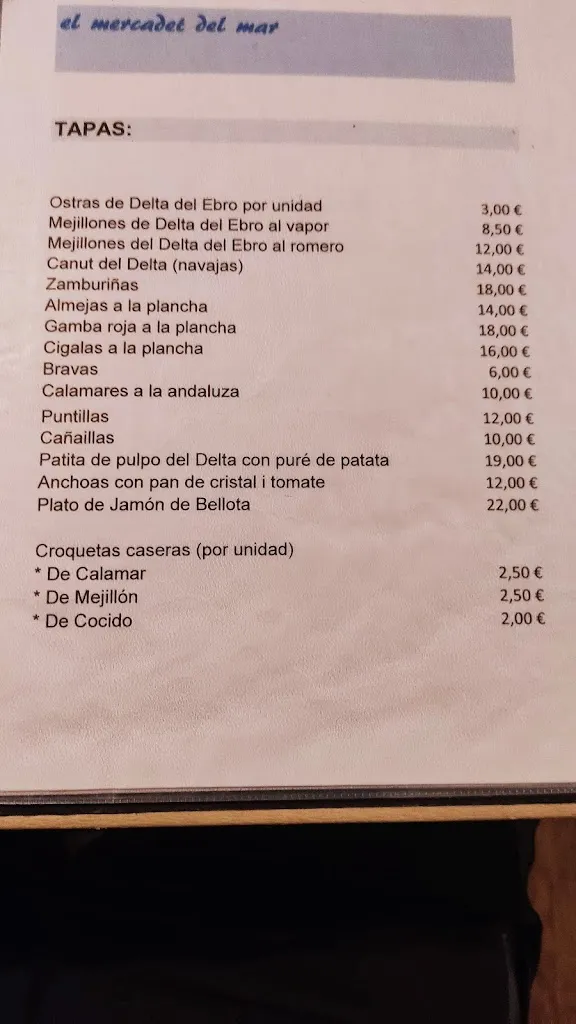 el mercadet del mar
TAPAS:
Ostras de Delta del Ebro por unidad 3,00 €
Mejillones de Delta del Ebro al vapor 8,50 €
Mejillones del Delta del Ebro al romero 12,00 €
Canut del Delta (navajas) 14,00 €
Zamburiñas 18,00 €
Almejas a la plancha 14,00 €
Gamba roja a la plancha 18,00 €
Cigalas a la plancha 16,00 €
Bravas 6,00 €
Calamares a la andaluza 10,00 €
Puntillas 12,00 €
Cañaillas 10,00 €
Patita de pulpo del Delta con puré de patata 19,00 €
Anchoas con pan de cristal i tomate 12,00 €
Plato de Jamón de Bellota 22,00 €
Croquetas caseras (por unidad)
* De Calamar 2,50 €
* De Mejillón 2,50 €
* De Cocido 2,00 €